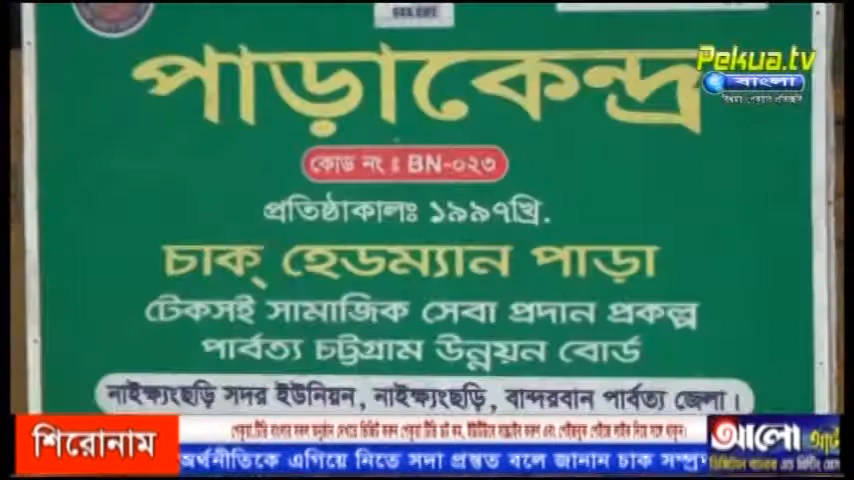 পাড়াকেন্দ্র
Pekua.tv
বাংলা
কোড নং ঃ BN-০২৩
প্রতিষ্ঠাকালঃ ১৯৯৭খ্রি.
চাক্ হেডম্যান পাড়া
টেকসই সামাজিক সেবা প্রদান প্রকল্প
পার্বত্য চট্টগ্রাম উন্নয়ন বোর্ড
নাইক্ষ্যংছড়ি সদর ইউনিয়ন, নাইক্ষ্যংছড়ি, বান্দরবান পার্বত্য জেলা।
শিরোনাম
অর্থনীতিকে এগিয়ে নিতে সদা প্রস্তুত বলে জানান চাক সম্প্র
আলো আর্ট